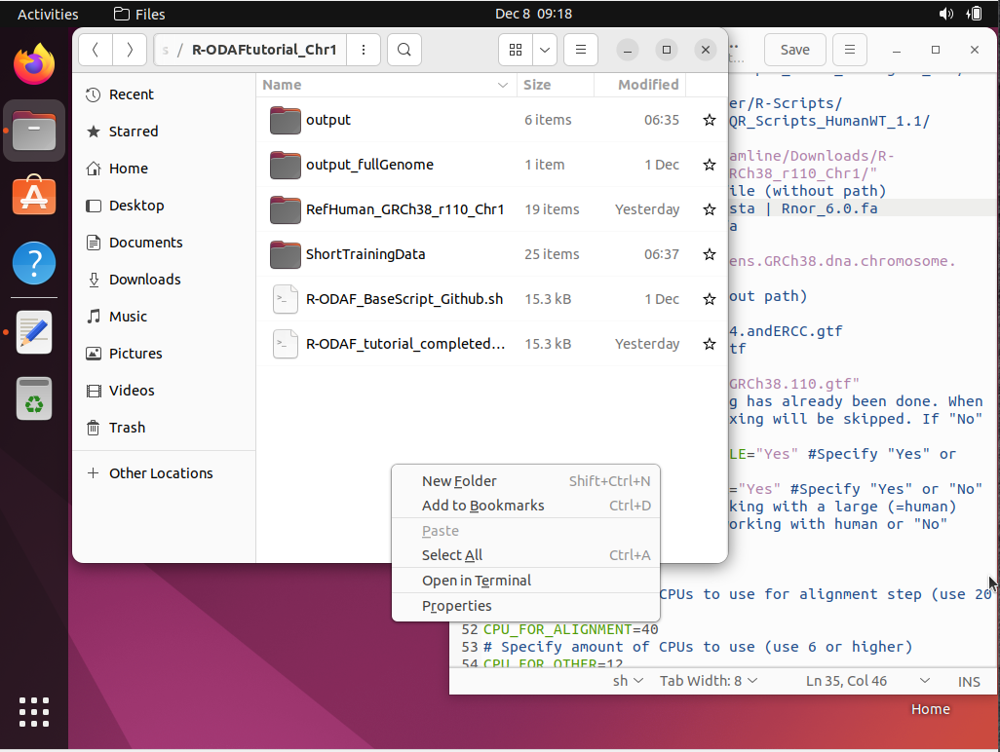 Activities
Files
Dec 8 09:18
s / R-ODAFtutorial_Chr1
Save
Recent
Starred
Home
Desktop
Documents
Downloads
Music
Pictures
Videos
Trash
Other Locations
Name Size Modified
output 6 items 06:35
output_fullGenome 1 item 1 Dec
RefHuman_GRCh38_r110_Chr1 19 items Yesterday
ShortTrainingData 25 items 06:37
R-ODAF_BaseScript_Github.sh 15.3 kB 1 Dec
R-ODAF_tutorial_completed… 15.3 kB Yesterday
New Folder Shift+Ctrl+N
Add to Bookmarks Ctrl+D
Paste
Select All Ctrl+A
Open in Terminal
Properties
er/R-Scripts/
QR_Scripts_HumanWT_1.1/
amline/Downloads/R-
RCh38_r110_Chr1/"
ile (without path)
sta | Rnor_6.0.fa
a
ens.GRCh38.dna.chromosome.
out path)
4.andERCC.gtf
tf
GRCh38.110.gtf"
g has already been done. When
xing will be skipped. If "No"
LE="Yes" #Specify "Yes" or
="Yes" #Specify "Yes" or "No"
king with a large (=human)
orking with human or "No"
CPUs to use for alignment step (use 20
52 CPU_FOR_ALIGNMENT=40
53 # Specify amount of CPUs to use (use 6 or higher)
54 CPU_FOR_OTHER=12
sh Tab Width: 8 Ln 35, Col 46 INS
Home